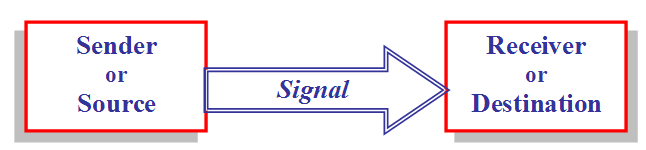 Sender
or
Source
Signal
Receiver
or
Destination